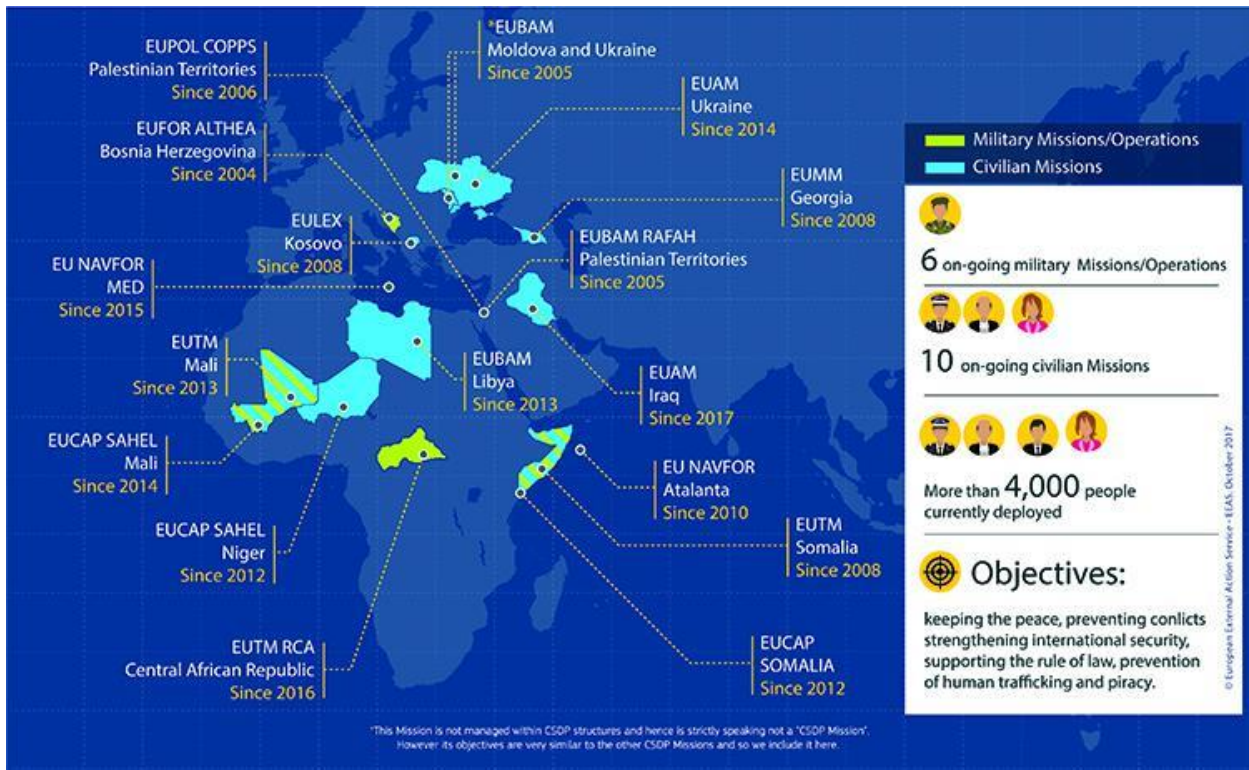 *EUBAM
Moldova and Ukraine
Since 2005
EUPOL COPPS
Palestinian Territories
Since 2006
EUAM
Ukraine
Since 2014
EUFOR ALTHEA
Bosnia Herzegovina
Since 2004
EUMM
Georgia
Since 2008
EULEX
Kosovo
Since 2008
EUBAM RAFAH
Palestinian Territories
Since 2005
EU NAVFOR
MED
Since 2015
EUTM
Mali
Since 2013
EUBAM
Libya
Since 2013
EUAM
Iraq
Since 2017
EUCAP SAHEL
Mali
Since 2014
EU NAVFOR
Atalanta
Since 2010
EUCAP SAHEL
Niger
Since 2012
EUTM
Somalia
Since 2008
EUTM RCA
Central African Republic
Since 2016
EUCAP
SOMALIA
Since 2012
Military Missions/Operations
Civilian Missions
6 on-going military Missions/Operations
10 on-going civilian Missions
More than 4,000 people
currently deployed
Objectives:
keeping the peace, preventing conlicts
strengthening international security,
supporting the rule of law, prevention
of human trafficking and piracy.
© European External Action Service - EEAS, October 2017
*This Mission is not managed within CSDP structures and hence is strictly speaking not a "CSDP Mission".
However its objectives are very similar to the other CSDP Missions and so we include it here.